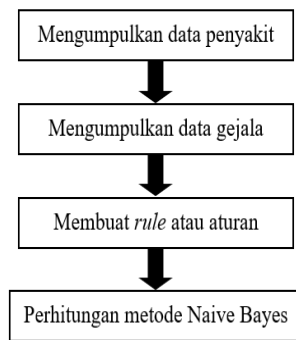 Mengumpulkan data penyakit
Mengumpulkan data gejala
Membuat rule atau aturan
Perhitungan metode Naive Bayes